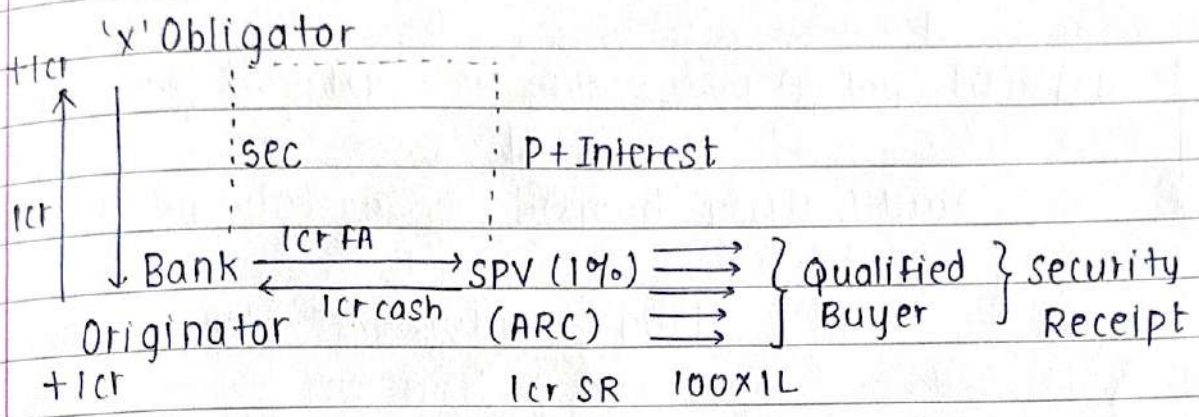 'x' Obligator
+1cr
:sec P+Interest
1cr
1cr FA
Bank SPV (1%) Qualified } security
1cr cash
Originator (ARC) Buyer Receipt
+1cr 1cr SR 100X1L